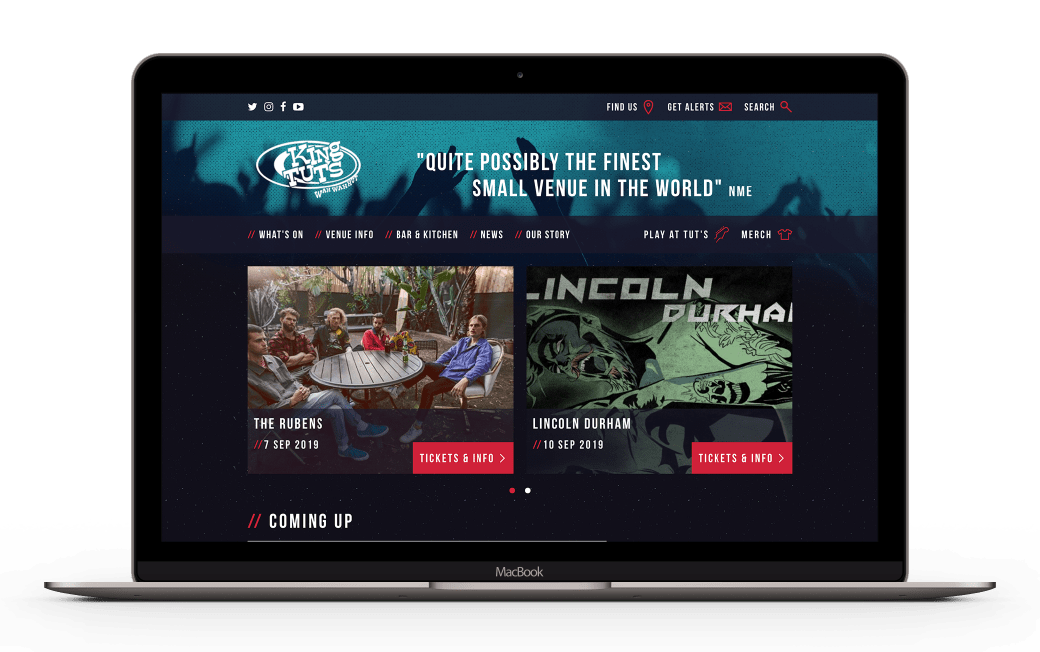 FIND US
GET ALERTS
SEARCH
KING
TUTS
WAH WAH HUT
"QUITE POSSIBLY THE FINEST
SMALL VENUE IN THE WORLD" NME
// WHAT'S ON // VENUE INFO // BAR & KITCHEN // NEWS // OUR STORY
PLAY AT TUT'S
MERCH
LINCOLN
DURHA
THE RUBENS
//7 SEP 2019
TICKETS & INFO >
LINCOLN DURHAM
//10 SEP 2019
TICKETS & INFO >
// COMING UP
MacBook